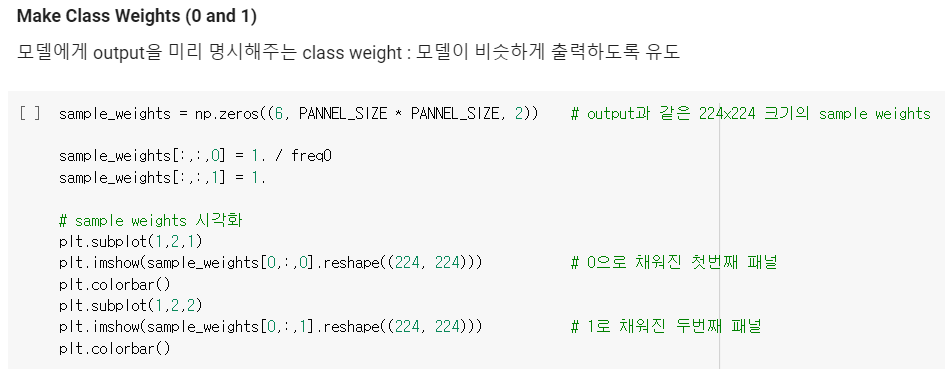 Make Class Weights (0 and 1)
모델에게 output을 미리 명시해주는 class weight : 모델이 비슷하게 출력하도록 유도
[ ] sample_weights = np.zeros((6, PANNEL_SIZE * PANNEL_SIZE, 2)) # output과 같은 224x224 크기의 sample weights
sample_weights[:,:,0] = 1. / freq0
sample_weights[:,:,1] = 1.
# sample weights 시각화
plt.subplot(1,2,1)
plt.imshow(sample_weights[0,:,0].reshape((224, 224))) # 0으로 채워진 첫번째 패널
plt.colorbar()
plt.subplot(1,2,2)
plt.imshow(sample_weights[0,:,1].reshape((224, 224))) # 1로 채워진 두번째 패널
plt.colorbar()